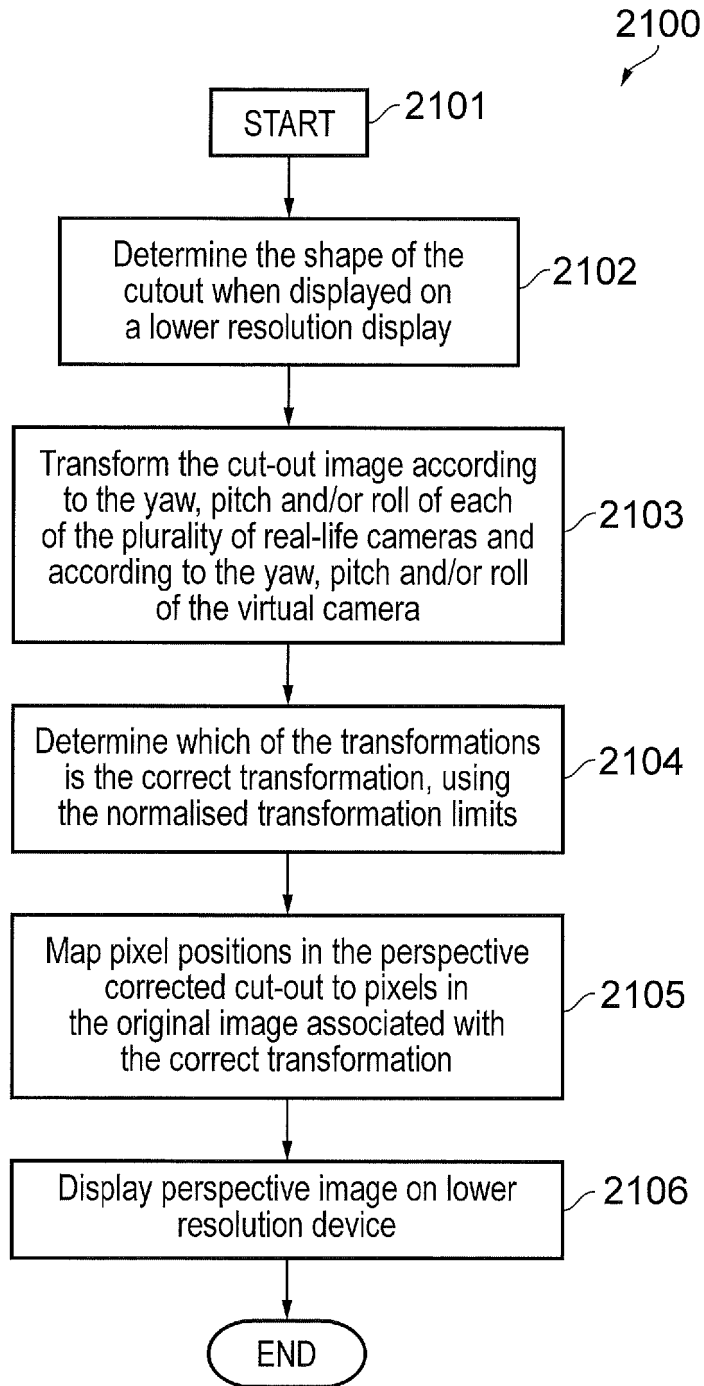 2100
START
2101
Determine the shape of the
cutout when displayed on
a lower resolution display
2102
Transform the cut-out image according
to the yaw, pitch and/or roll of each
of the plurality of real-life cameras and
according to the yaw, pitch and/or roll
of the virtual camera
2103
Determine which of the transformations
is the correct transformation, using
the normalised transformation limits
2104
Map pixel positions in the perspective
corrected cut-out to pixels in
the original image associated with
the correct transformation
2105
Display perspective image on lower
resolution device
2106
END